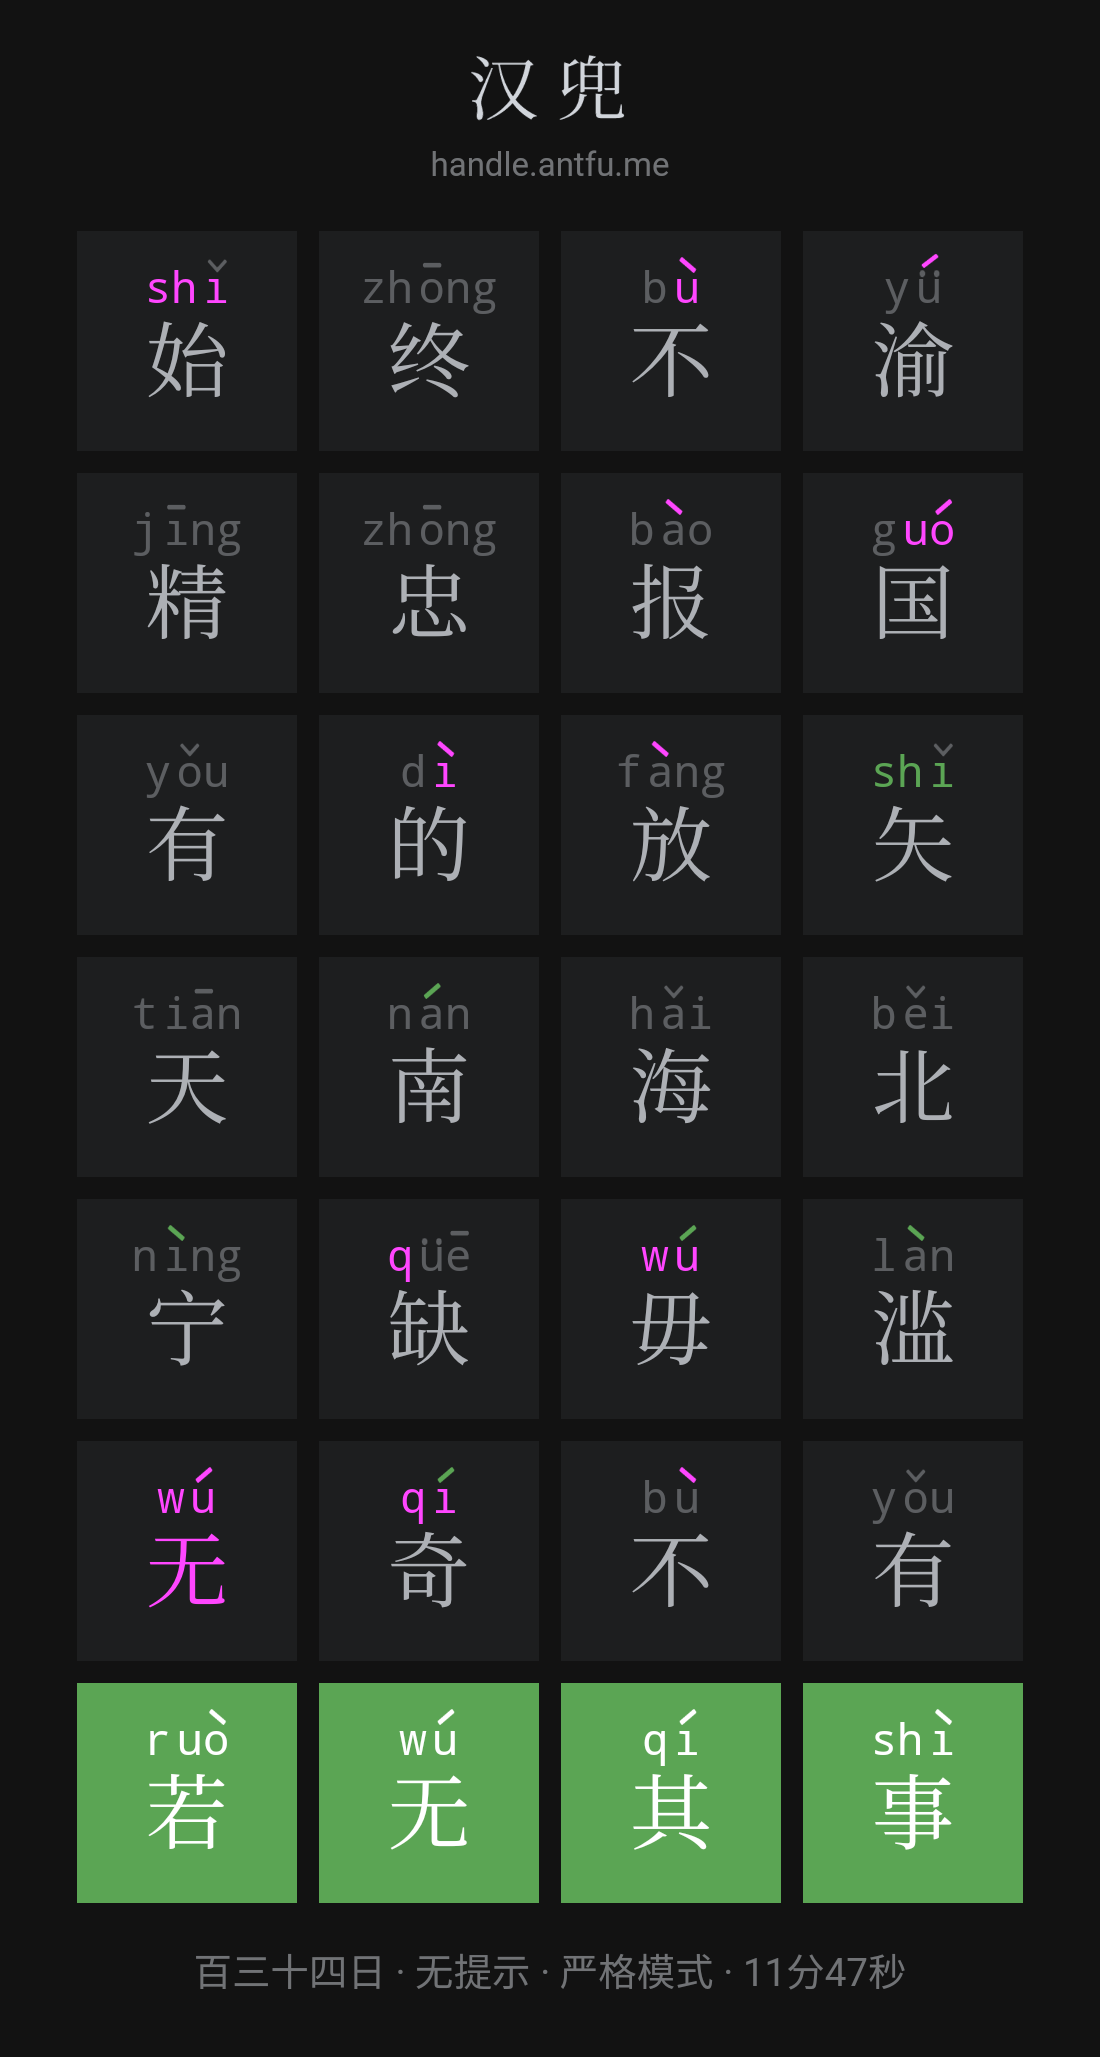 汉兜
handle.antfu.me
shǐ zhōng bù yǘ
始 终 不 渝
jīng zhōng bào guó
精 忠 报 国
yǒu dì fàng shǐ
有 的 放 矢
tiān nán hǎi běi
天 南 海 北
nìng qüē wú làn
宁 缺 毋 滥
wú qí bù yǒu
无 奇 不 有
ruò wú qí shì
若 无 其 事
百三十四日 · 无提示 · 严格模式 · 11分47秒